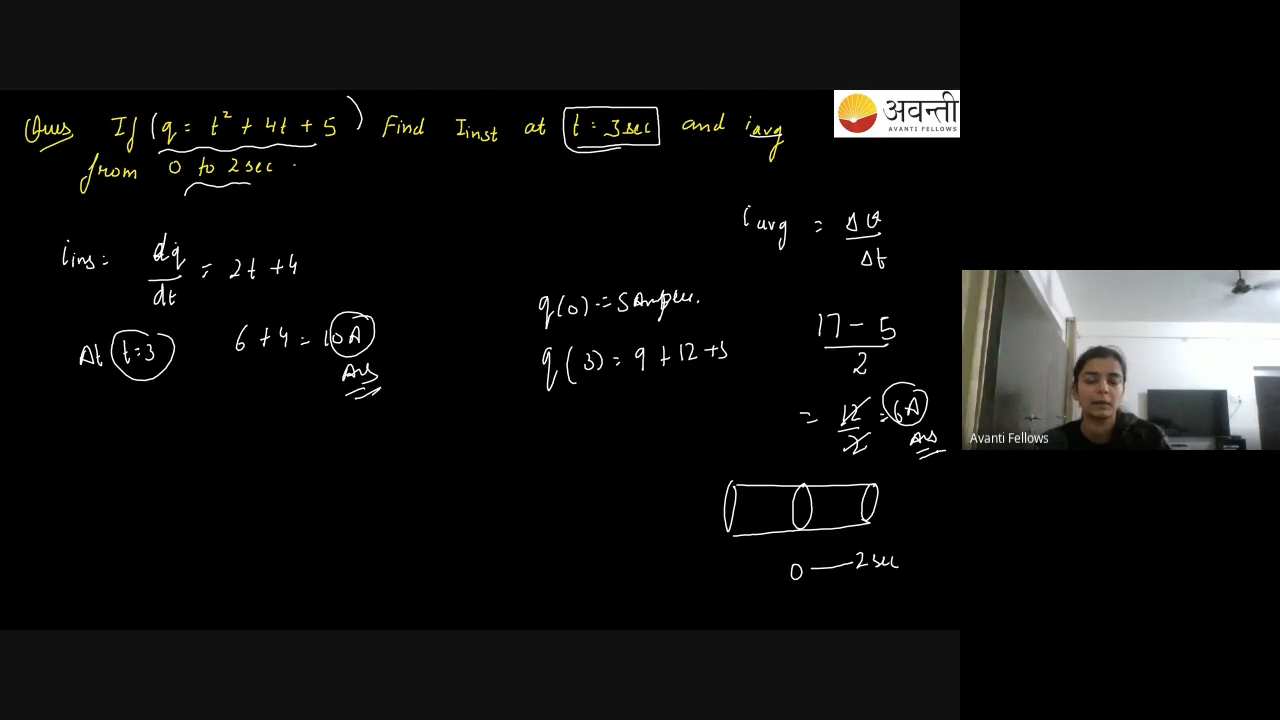 Ques If (q = t² + 4t + 5) Find Iinst at t = 3sec and iavg
from 0 to 2sec.
अवन्ती
AVANTI FELLOWS
iins = dq/dt = 2t + 4
At t=3 6 + 4 = 10A
Ans
q(0) = 5 Amper.
q(3) = 9 + 12 + 5
iavg = ΔQ/Δt
17 - 5/2
= 12/2 = 6A
Ans
0 — 2sec
Avanti Fellows